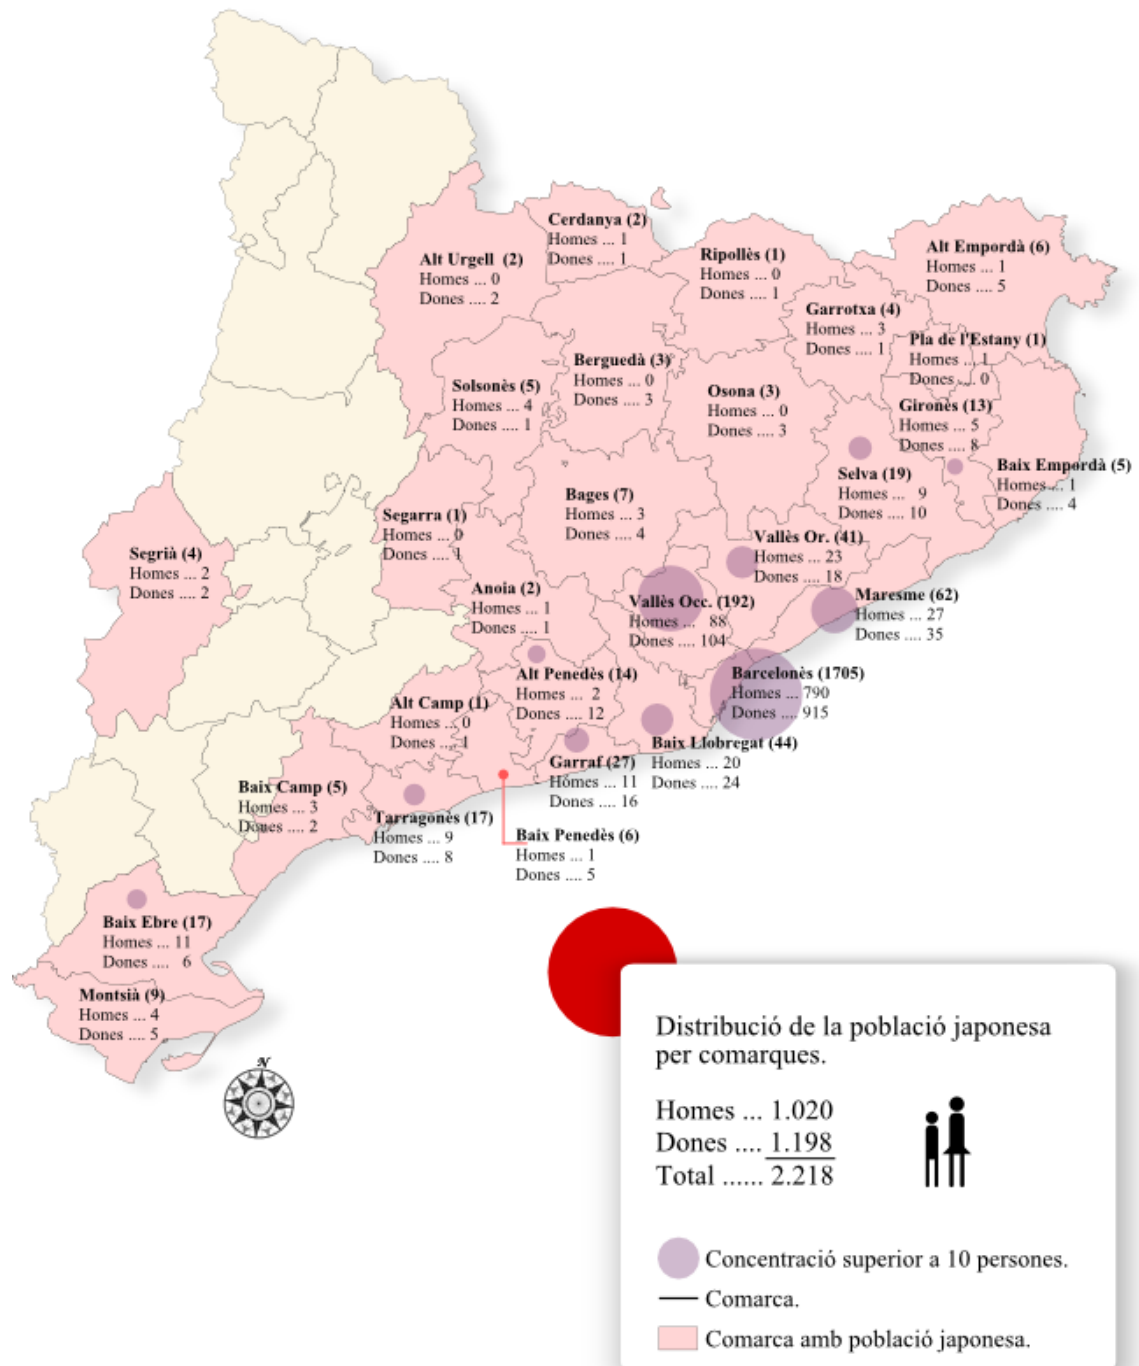 Cerdanya (2)
Homes ... 1
Dones .... 1
Alt Urgell (2)
Homes ... 0
Dones .... 2
Ripollès (1)
Homes ... 0
Dones .... 1
Alt Empordà (6)
Homes ... 1
Dones .... 5
Garrotxa (4)
Homes ... 3
Dones .... 1
Pla de l'Estany (1)
Homes ... 1
Dones ... 0
Berguedà (3)
Homes ... 0
Dones .... 3
Solsonès (5)
Homes ... 4
Dones .... 1
Osona (3)
Homes ... 0
Dones .... 3
Gironès (13)
Homes ... 5
Dones .... 8
Baix Empordà (5)
Homes ... 1
Dones .... 4
Selva (19)
Homes ... 9
Dones .... 10
Bages (7)
Homes ... 3
Dones .... 4
Segarra (1)
Homes ... 0
Dones .... 1
Segrià (4)
Homes ... 2
Dones .... 2
Vallès Or. (41)
Homes ... 23
Dones .... 18
Anoia (2)
Homes ... 1
Dones .... 1
Vallès Occ. (192)
Homes ... 88
Dones .... 104
Maresme (62)
Homes ... 27
Dones .... 35
Barcelonès (1705)
Homes ... 790
Dones .... 915
Alt Penedès (14)
Homes ... 2
Dones .... 12
Alt Camp (1)
Homes ... 0
Dones .... 1
Baix Llobregat (44)
Homes ... 20
Dones .... 24
Garraf (27)
Homes ... 11
Dones .... 16
Baix Camp (5)
Homes ... 3
Dones .... 2
Tarragonès (17)
Homes ... 9
Dones .... 8
Baix Penedès (6)
Homes ... 1
Dones .... 5
Baix Ebre (17)
Homes ... 11
Dones .... 6
Montsià (9)
Homes ... 4
Dones .... 5
N
Distribució de la població japonesa
per comarques.
Homes ... 1.020
Dones .... 1.198
Total ...... 2.218
Concentració superior a 10 persones.
Comarca.
Comarca amb població japonesa.